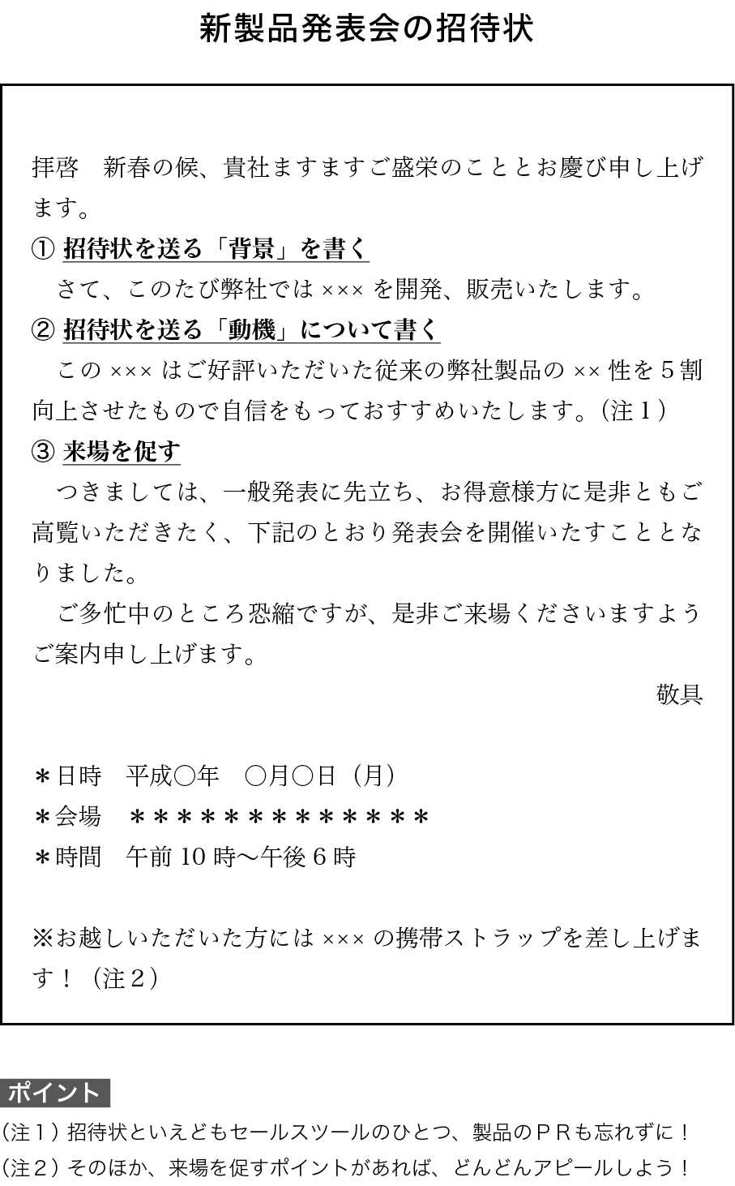 新製品発表会の招待状
拝啓　新春の候、貴社ますますご盛栄のこととお慶び申し上げ
ます。
① 招待状を送る「背景」を書く
　さて、このたび弊社では ××× を開発、販売いたします。
② 招待状を送る「動機」について書く
　この ××× はご好評いただいた従来の弊社製品の ×× 性を５割
向上させたもので自信をもっておすすめいたします。（注１）
③ 来場を促す
　つきましては、一般発表に先立ち、お得意様方に是非ともご
高覧いただきたく、下記のとおり発表会を開催いたすこととな
りました。
　ご多忙中のところ恐縮ですが、是非ご来場くださいますよう
ご案内申し上げます。
敬具
＊日時　平成〇年　〇月〇日（月）
＊会場　＊＊＊＊＊＊＊＊＊＊＊＊＊
＊時間　午前 10 時～午後 6 時
※お越しいただいた方には ××× の携帯ストラップを差し上げま
す！（注２）
ポイント
（注１）招待状といえどもセールスツールのひとつ、製品のＰＲも忘れずに！
（注２）そのほか、来場を促すポイントがあれば、どんどんアピールしよう！